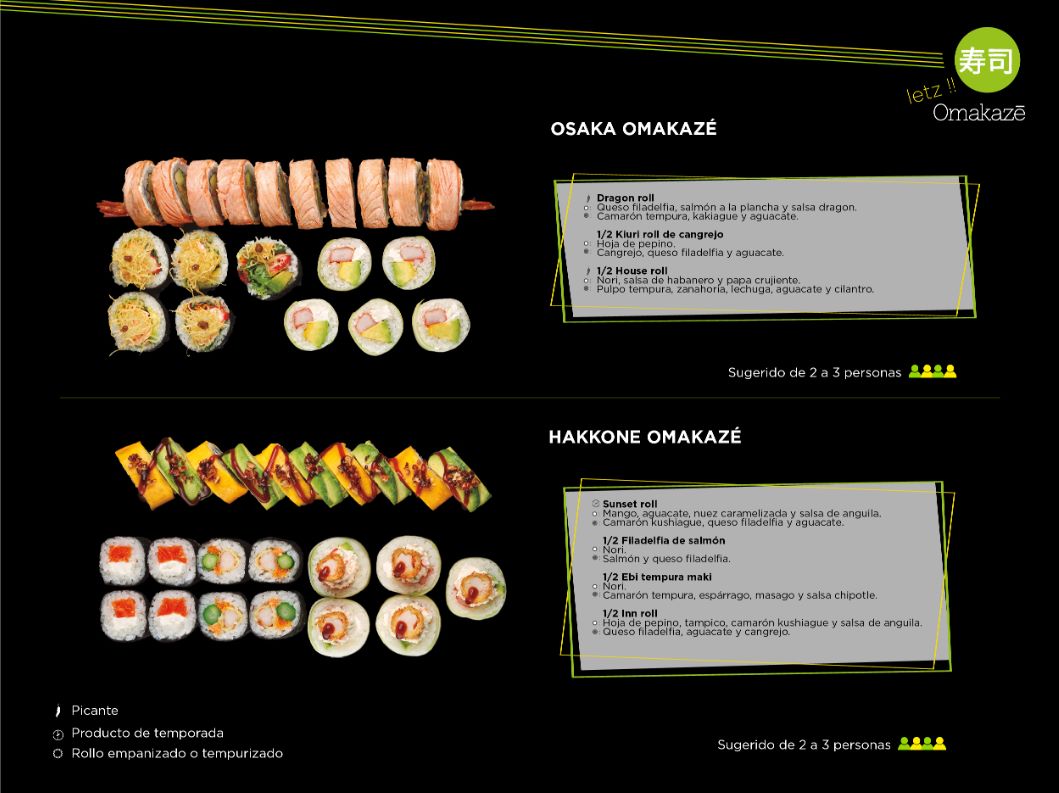 寿司
letz !!
Omakazē
OSAKA OMAKAZÉ
Dragon roll
Queso filadelfia, salmón a la plancha y salsa dragon.
Camarón tempura, kakiague y aguacate.
1/2 Kiuri roll de cangrejo
Hoja de pepino.
Cangrejo, queso filadelfia y aguacate.
1/2 House roll
Nori, salsa de habanero y papa crujiente.
Pulpo tempura, zanahoria, lechuga, aguacate y cilantro.
Sugerido de 2 a 3 personas
HAKKONE OMAKAZÉ
Sunset roll
Mango, aguacate, nuez caramelizada y salsa de anguila.
Camarón kushiague, queso filadelfia y aguacate.
1/2 Filadelfia de salmón
Nori.
Salmón y queso filadelfia.
1/2 Ebi tempura maki
Nori.
Camarón tempura, espárrago, masago y salsa chipotle.
1/2 Inn roll
Hoja de pepino, tampico, camarón kushiague y salsa de anguila.
Queso filadelfia, aguacate y cangrejo.
Picante
Producto de temporada
Rollo empanizado o tempurizado
Sugerido de 2 a 3 personas